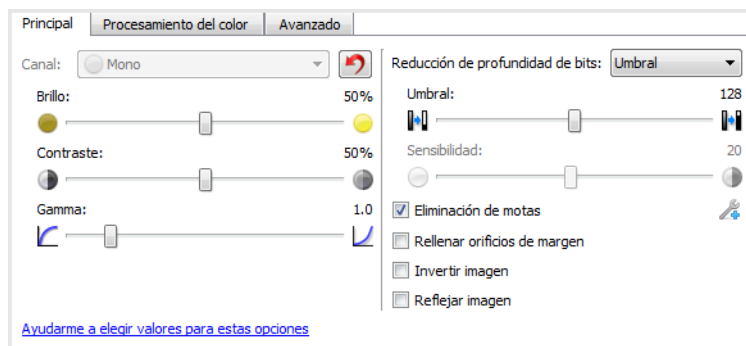 Principal Procesamiento del color Avanzado
Canal: Mono
Brillo: 50%
Contraste: 50%
Gamma: 1.0
Ayudarme a elegir valores para estas opciones
Reducción de profundidad de bits: Umbral
Umbral: 128
Sensibilidad: 20
Eliminación de motas
Rellenar orificios de margen
Invertir imagen
Reflejar imagen